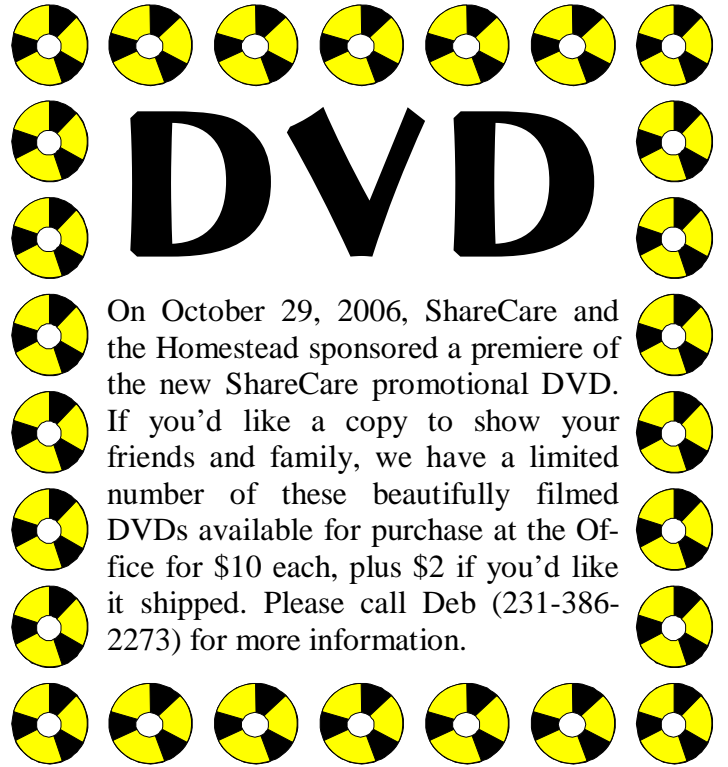 DVD
On October 29, 2006, ShareCare and
the Homestead sponsored a premiere of
the new ShareCare promotional DVD.
If you’d like a copy to show your
friends and family, we have a limited
number of these beautifully filmed
DVDs available for purchase at the Of-
fice for $10 each, plus $2 if you’d like
it shipped. Please call Deb (231-386-
2273) for more information.